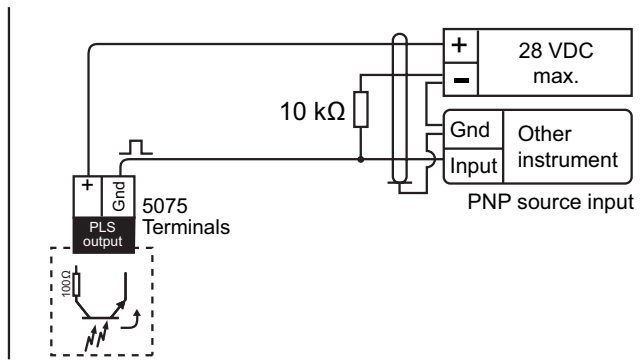 +
28 VDC
max.
−
10 kΩ
Gnd
Other
instrument
Input
PNP source input
+
Gnd
5075
Terminals
PLS
output
100Ω